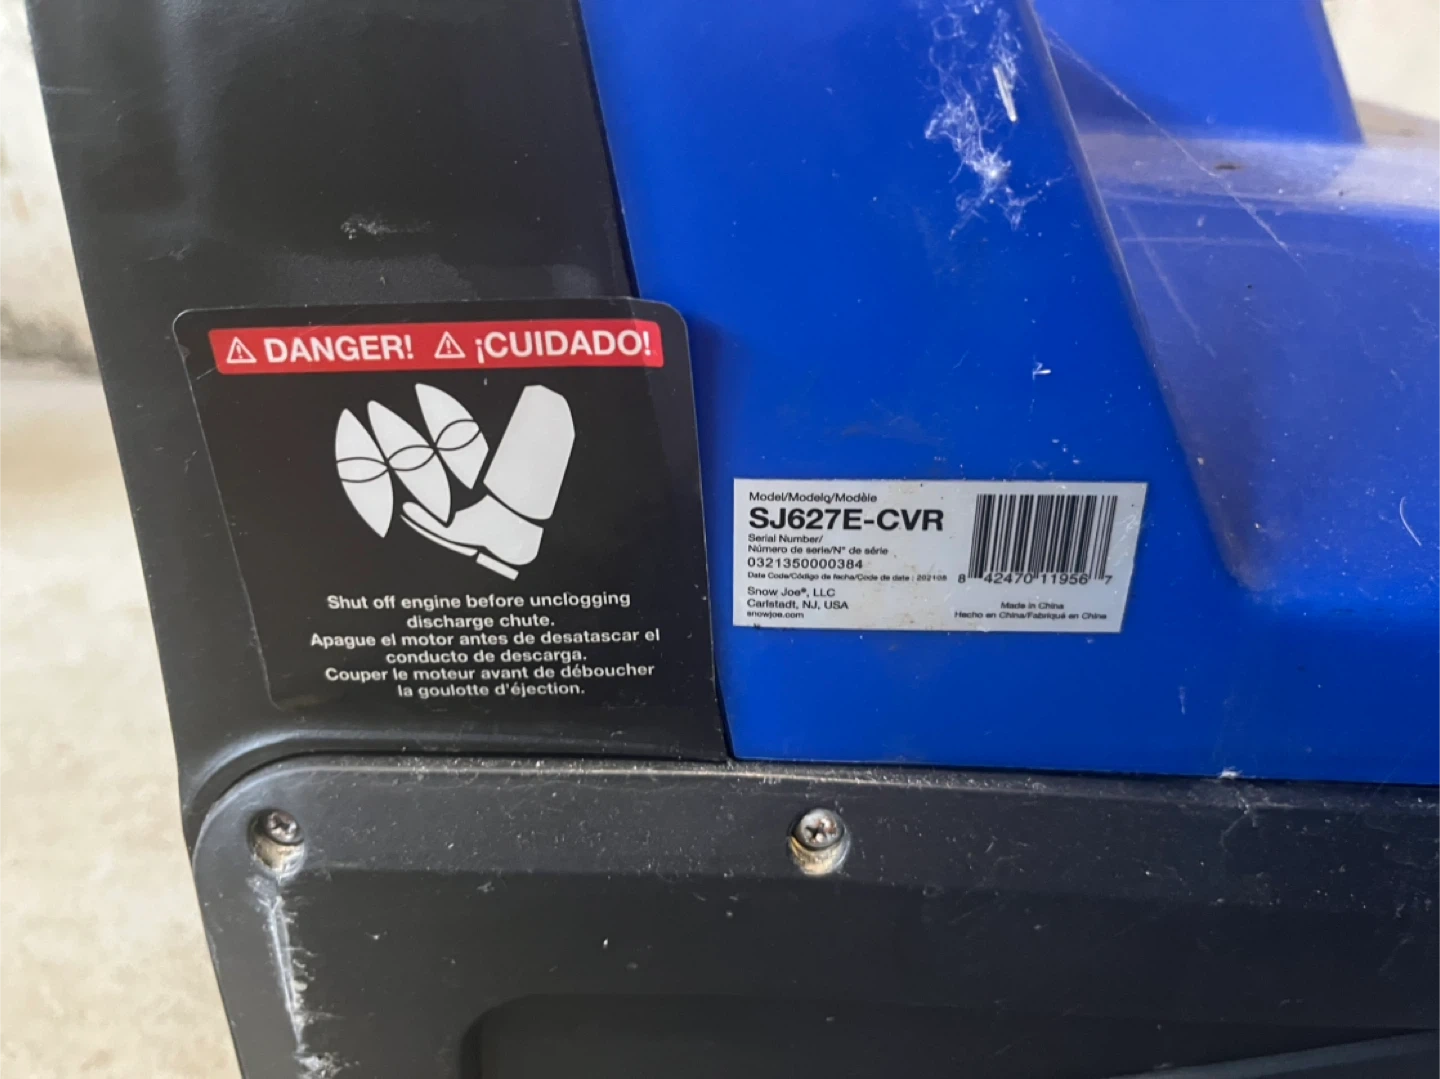 DANGER! ¡CUIDADO!
Shut off engine before unclogging
discharge chute.
Apague el motor antes de desatascar el
conducto de descarga.
Couper le moteur avant de déboucher
la goulotte d'éjection.
Model/Modelo/Modèle
SJ627E-CVR
Serial Number/
Número de serie/N° de série
0321350000384
Date Code/Código de fecha/Code de date : 202108
Snow Joe®, LLC
Carlstadt, NJ, USA
snowjoe.com
8 42470 11956 7
Made in China
Hecho en China/Fabriqué en Chine